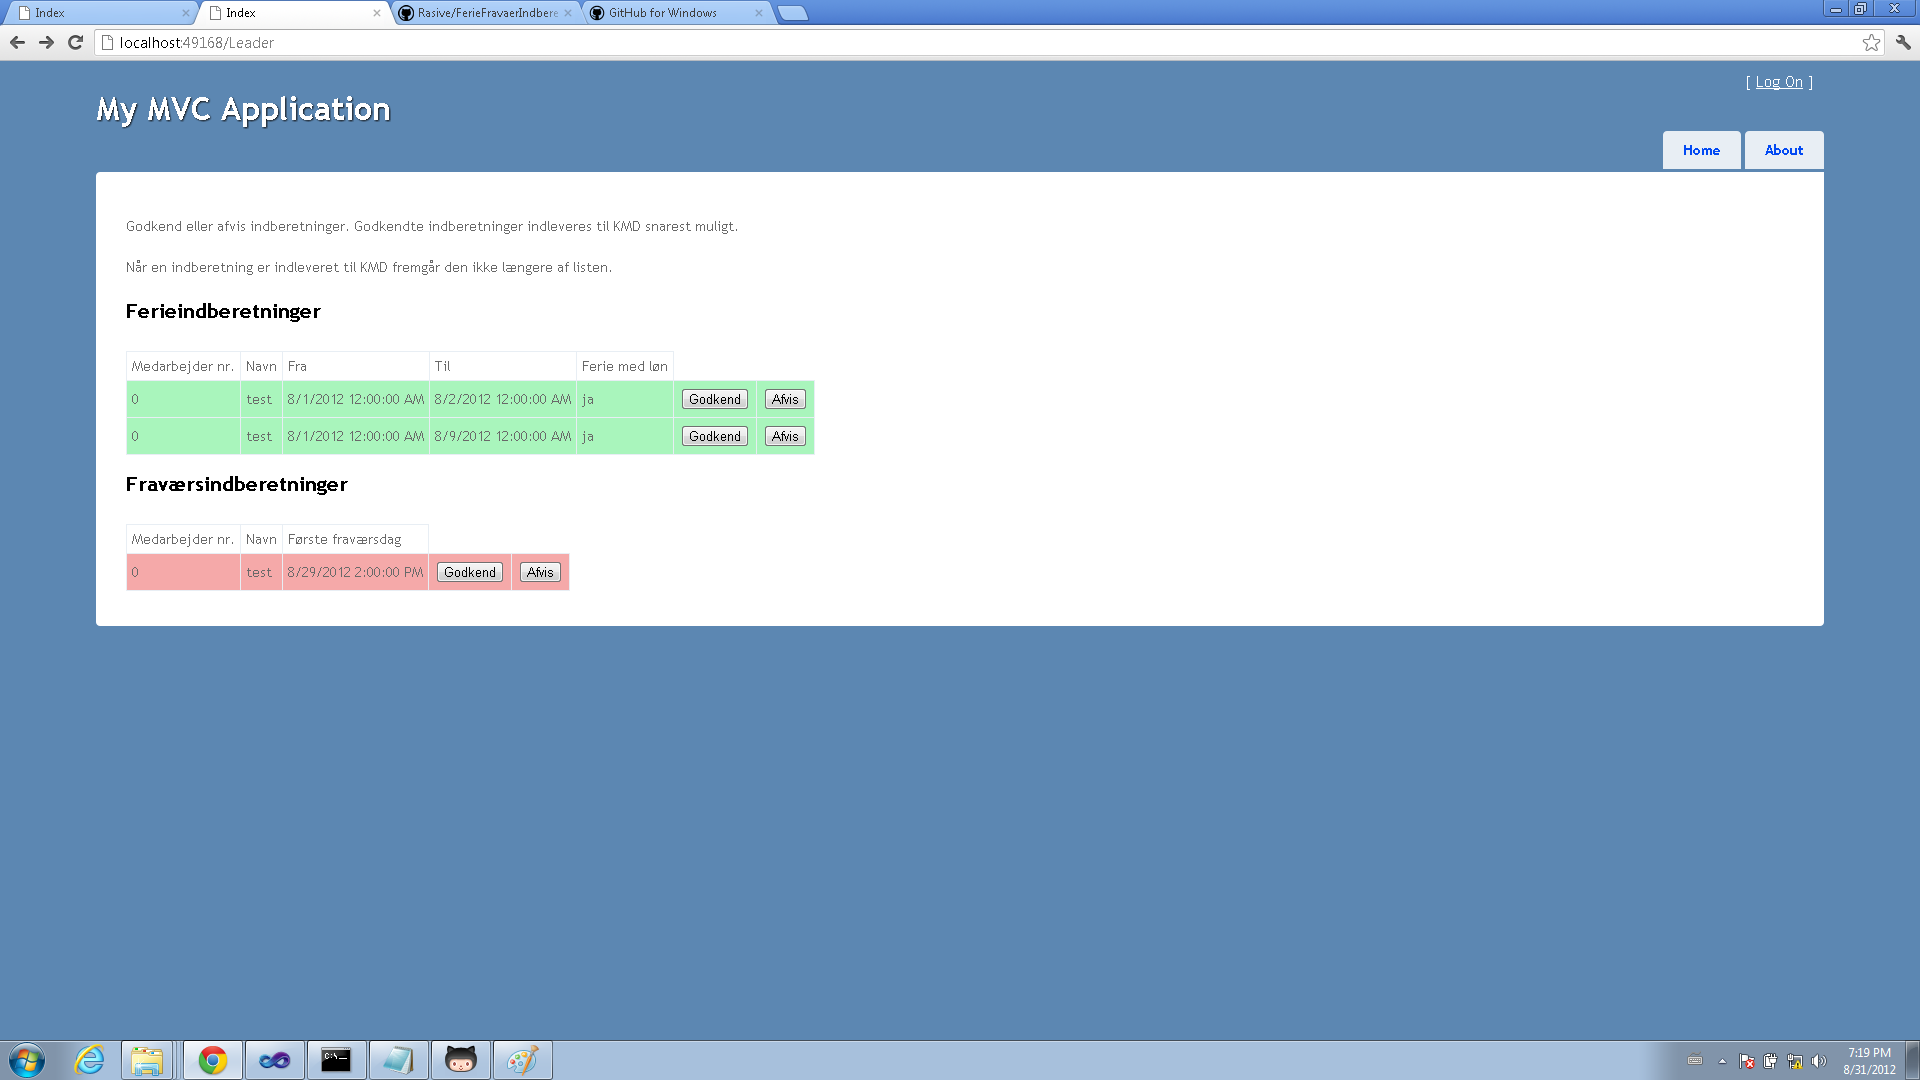 Index
Index
Rasive/FerieFravaerIndbere
GitHub for Windows
localhost:49168/Leader
[ Log On ]
My MVC Application
Home
About
Godkend eller afvis indberetninger. Godkendte indberetninger indleveres til KMD snarest muligt.
Når en indberetning er indleveret til KMD fremgår den ikke længere af listen.
Ferieindberetninger
Medarbejder nr. Navn Fra Til Ferie med løn
0 test 8/1/2012 12:00:00 AM 8/2/2012 12:00:00 AM ja Godkend Afvis
0 test 8/1/2012 12:00:00 AM 8/9/2012 12:00:00 AM ja Godkend Afvis
Fraværsindberetninger
Medarbejder nr. Navn Første fraværsdag
0 test 8/29/2012 2:00:00 PM Godkend Afvis
C:\_
7:19 PM
8/31/2012